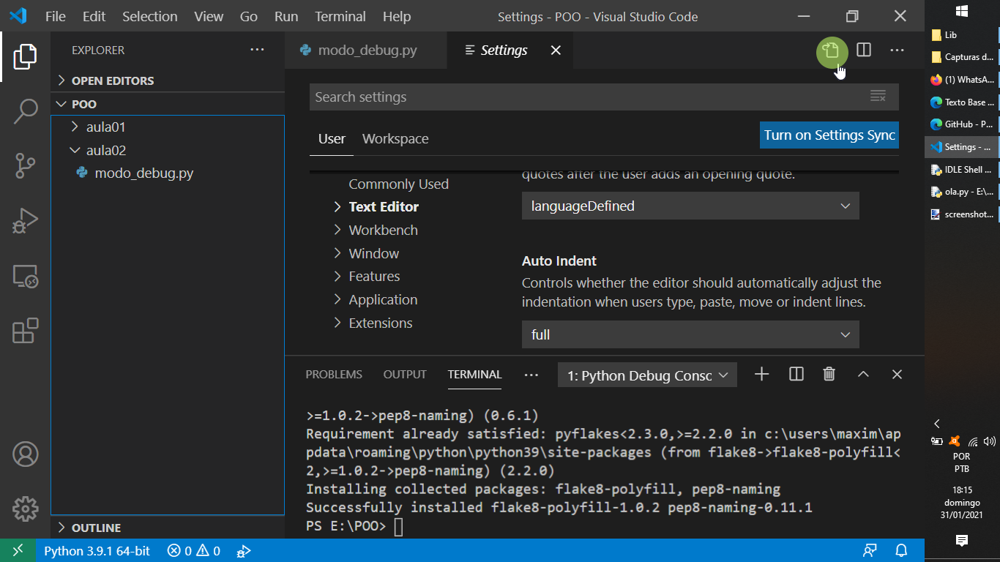 File Edit Selection View Go Run Terminal Help Settings - POO - Visual Studio Code
EXPLORER
OPEN EDITORS
POO
aula01
aula02
modo_debug.py
OUTLINE
modo_debug.py Settings
Search settings
User Workspace
Turn on Settings Sync
Commonly Used
Text Editor
Workbench
Window
Features
Application
Extensions
quotes after the user adds an opening quote.
languageDefined
Auto Indent
Controls whether the editor should automatically adjust the
indentation when users type, paste, move or indent lines.
full
PROBLEMS OUTPUT TERMINAL ··· 1: Python Debug Consc
>=1.0.2->pep8-naming) (0.6.1)
Requirement already satisfied: pyflakes<2.3.0,>=2.2.0 in c:\users\maxim\ap
pdata\roaming\python\python39\site-packages (from flake8->flake8-polyfill<
2,>=1.0.2->pep8-naming) (2.2.0)
Installing collected packages: flake8-polyfill, pep8-naming
Successfully installed flake8-polyfill-1.0.2 pep8-naming-0.11.1
PS E:\POO>
Python 3.9.1 64-bit 0 0
Lib
Capturas d...
(1) WhatsA...
Texto Base ...
GitHub - P...
Settings - ...
IDLE Shell ...
ola.py - E:\...
screenshot...
POR
PTB
18:15
domingo
31/01/2021